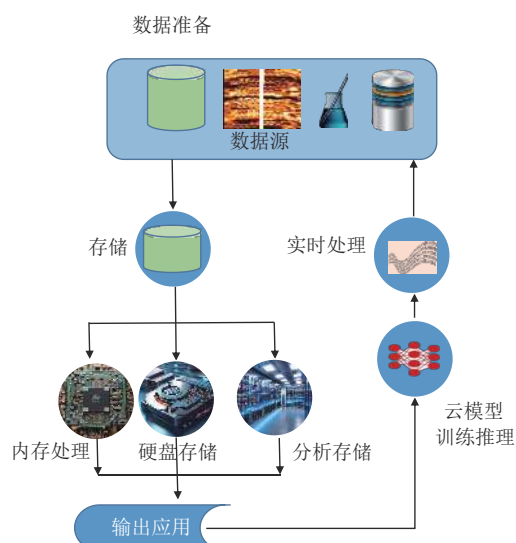 数据准备
数据源
存储
实时处理
云模型
训练推理
内存处理
硬盘存储
分析存储
输出应用